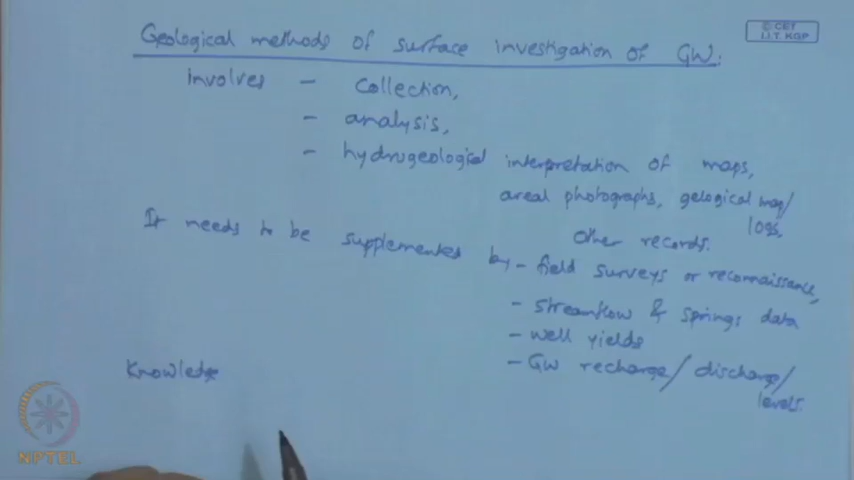 © CET
I.I.T. KGP
Geological methods of surface investigation of GW.
Involves - Collection,
- analysis,
- hydrogeological interpretation of maps,
areal photographs, gelogical map/
logs,
other records.
It needs to be supplemented by - field surveys or reconnaissance,
- streamflow & springs data
- well yields
- GW recharge/discharge/
levels.
Knowledge
NPTEL